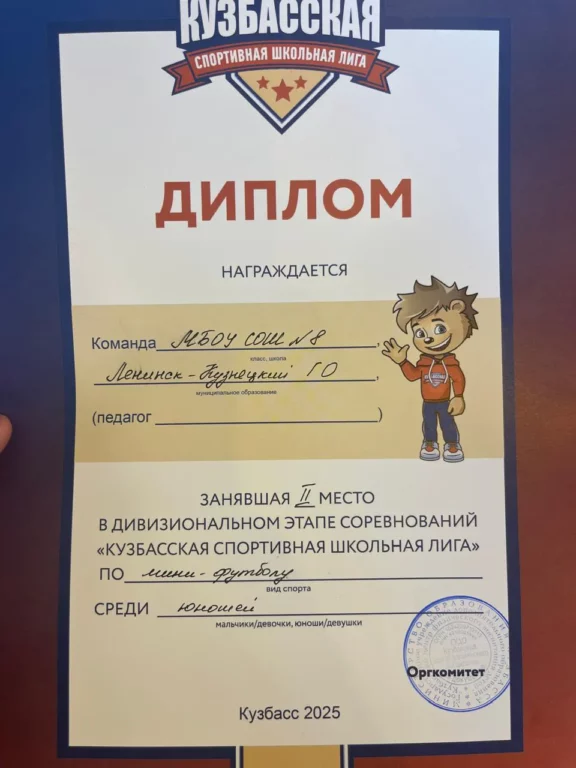 КУЗБАССКАЯ
СПОРТИВНАЯ ШКОЛЬНАЯ ЛИГА
ДИПЛОМ
НАГРАЖДАЕТСЯ
Команда МБОУ СОШ №8,
класс, школа
Ленинск-Кузнецкий ГО,
муниципальное образование
(педагог )
ЗАНЯВШАЯ II МЕСТО
В ДИВИЗИОНАЛЬНОМ ЭТАПЕ СОРЕВНОВАНИЙ
«КУЗБАССКАЯ СПОРТИВНАЯ ШКОЛЬНАЯ ЛИГА»
ПО мини-футболу
вид спорта
СРЕДИ юношей
мальчики/девочки, юноши/девушки
Оргкомитет
Кузбасс 2025